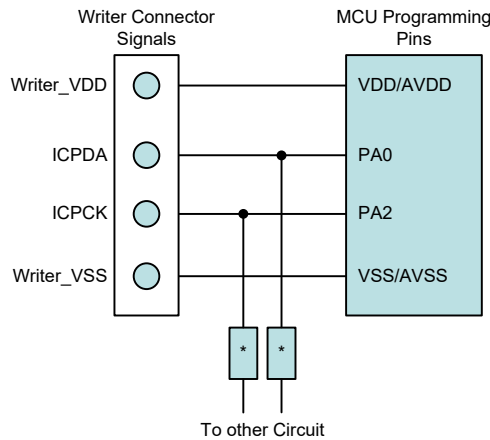 Writer Connector
Signals
MCU Programming
Pins
Writer_VDD
VDD/AVDD
ICPDA
PA0
ICPCK
PA2
Writer_VSS
VSS/AVSS
*
*
To other Circuit